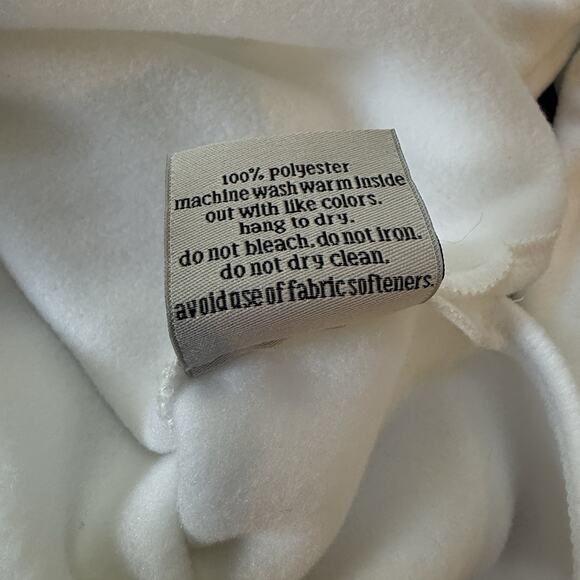 100% polyester
machine wash warm inside
out with like colors.
hang to dry.
do not bleach. do not iron.
do not dry clean.
avoid use of fabric softeners.